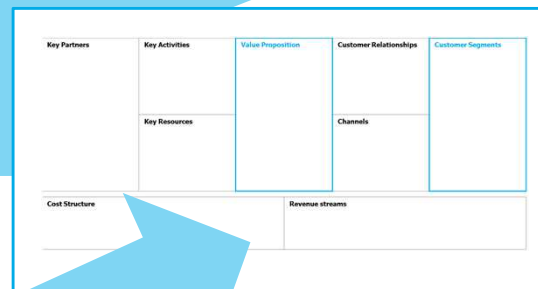 Key Partners
Key Activities
Value Proposition
Customer Relationships
Customer Segments
Key Resources
Channels
Cost Structure
Revenue streams